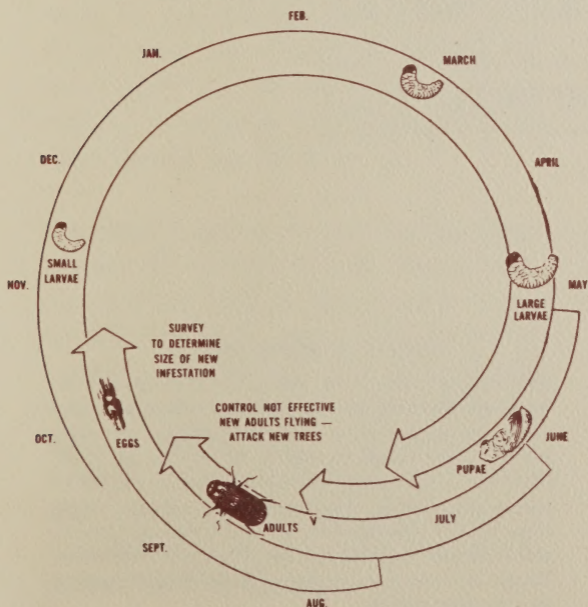 FEB.
JAN.
MARCH
DEC.
APRIL
SMALL
LARVAE
NOV.
MAY
LARGE
LARVAE
SURVEY
TO DETERMINE
SIZE OF NEW
INFESTATION
CONTROL NOT EFFECTIVE
NEW ADULTS FLYING —
ATTACK NEW TREES
OCT.
EGGS
JUNE
PUPAE
ADULTS
JULY
SEPT.
AUG.